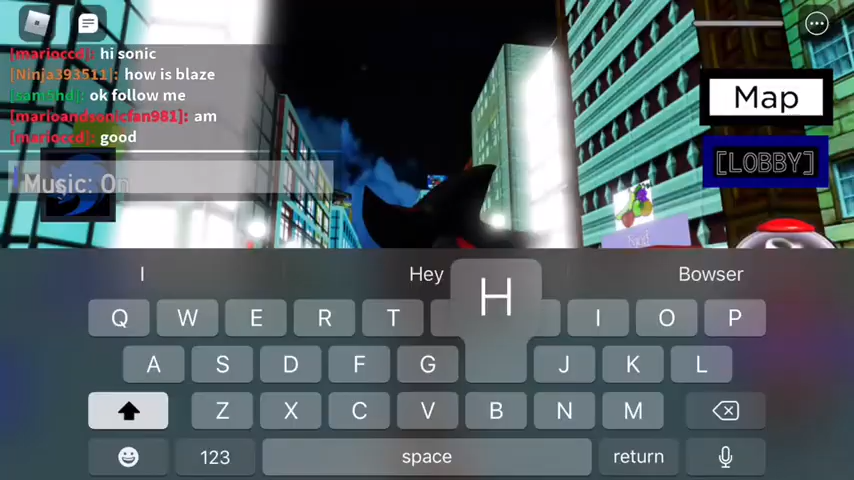 [marioccd]: hi sonic
[Ninja393511]: how is blaze
[sam5hd]: ok follow me
[marioandsonicfan981]: am
[marioccd]: good
Music: On
Map
[LOBBY]
I Hey Bowser
Q W E R T I O P
H
A S D F G J K L
Z X C V B N M
123 space return